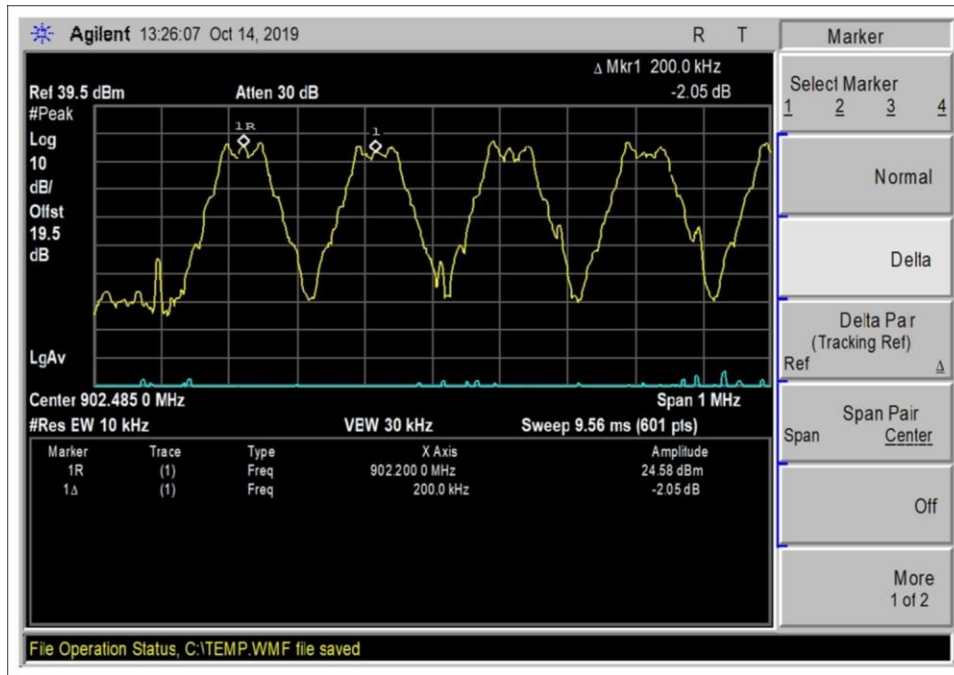 Agilent 13:26:07 Oct 14, 2019 R T
Δ Mkr1 200.0 kHz
Ref 39.5 dBm Atten 30 dB -2.05 dB
#Peak
Log
10
dB/
Offst
19.5
dB
1R
1
LgAv
Center 902.485 0 MHz Span 1 MHz
#Res EW 10 kHz VEW 30 kHz Sweep 9.56 ms (601 pts)
Marker Trace Type X Axis Amplitude
1R (1) Freq 902.200 0 MHz 24.58 dBm
1Δ (1) Freq 200.0 kHz -2.05 dB
File Operation Status, C:\TEMP.WMF file saved
Marker
Select Marker
1 2 3 4
Normal
Delta
Delta Pair
(Tracking Ref)
Ref Δ
Span Pair
Span Center
Off
More
1 of 2